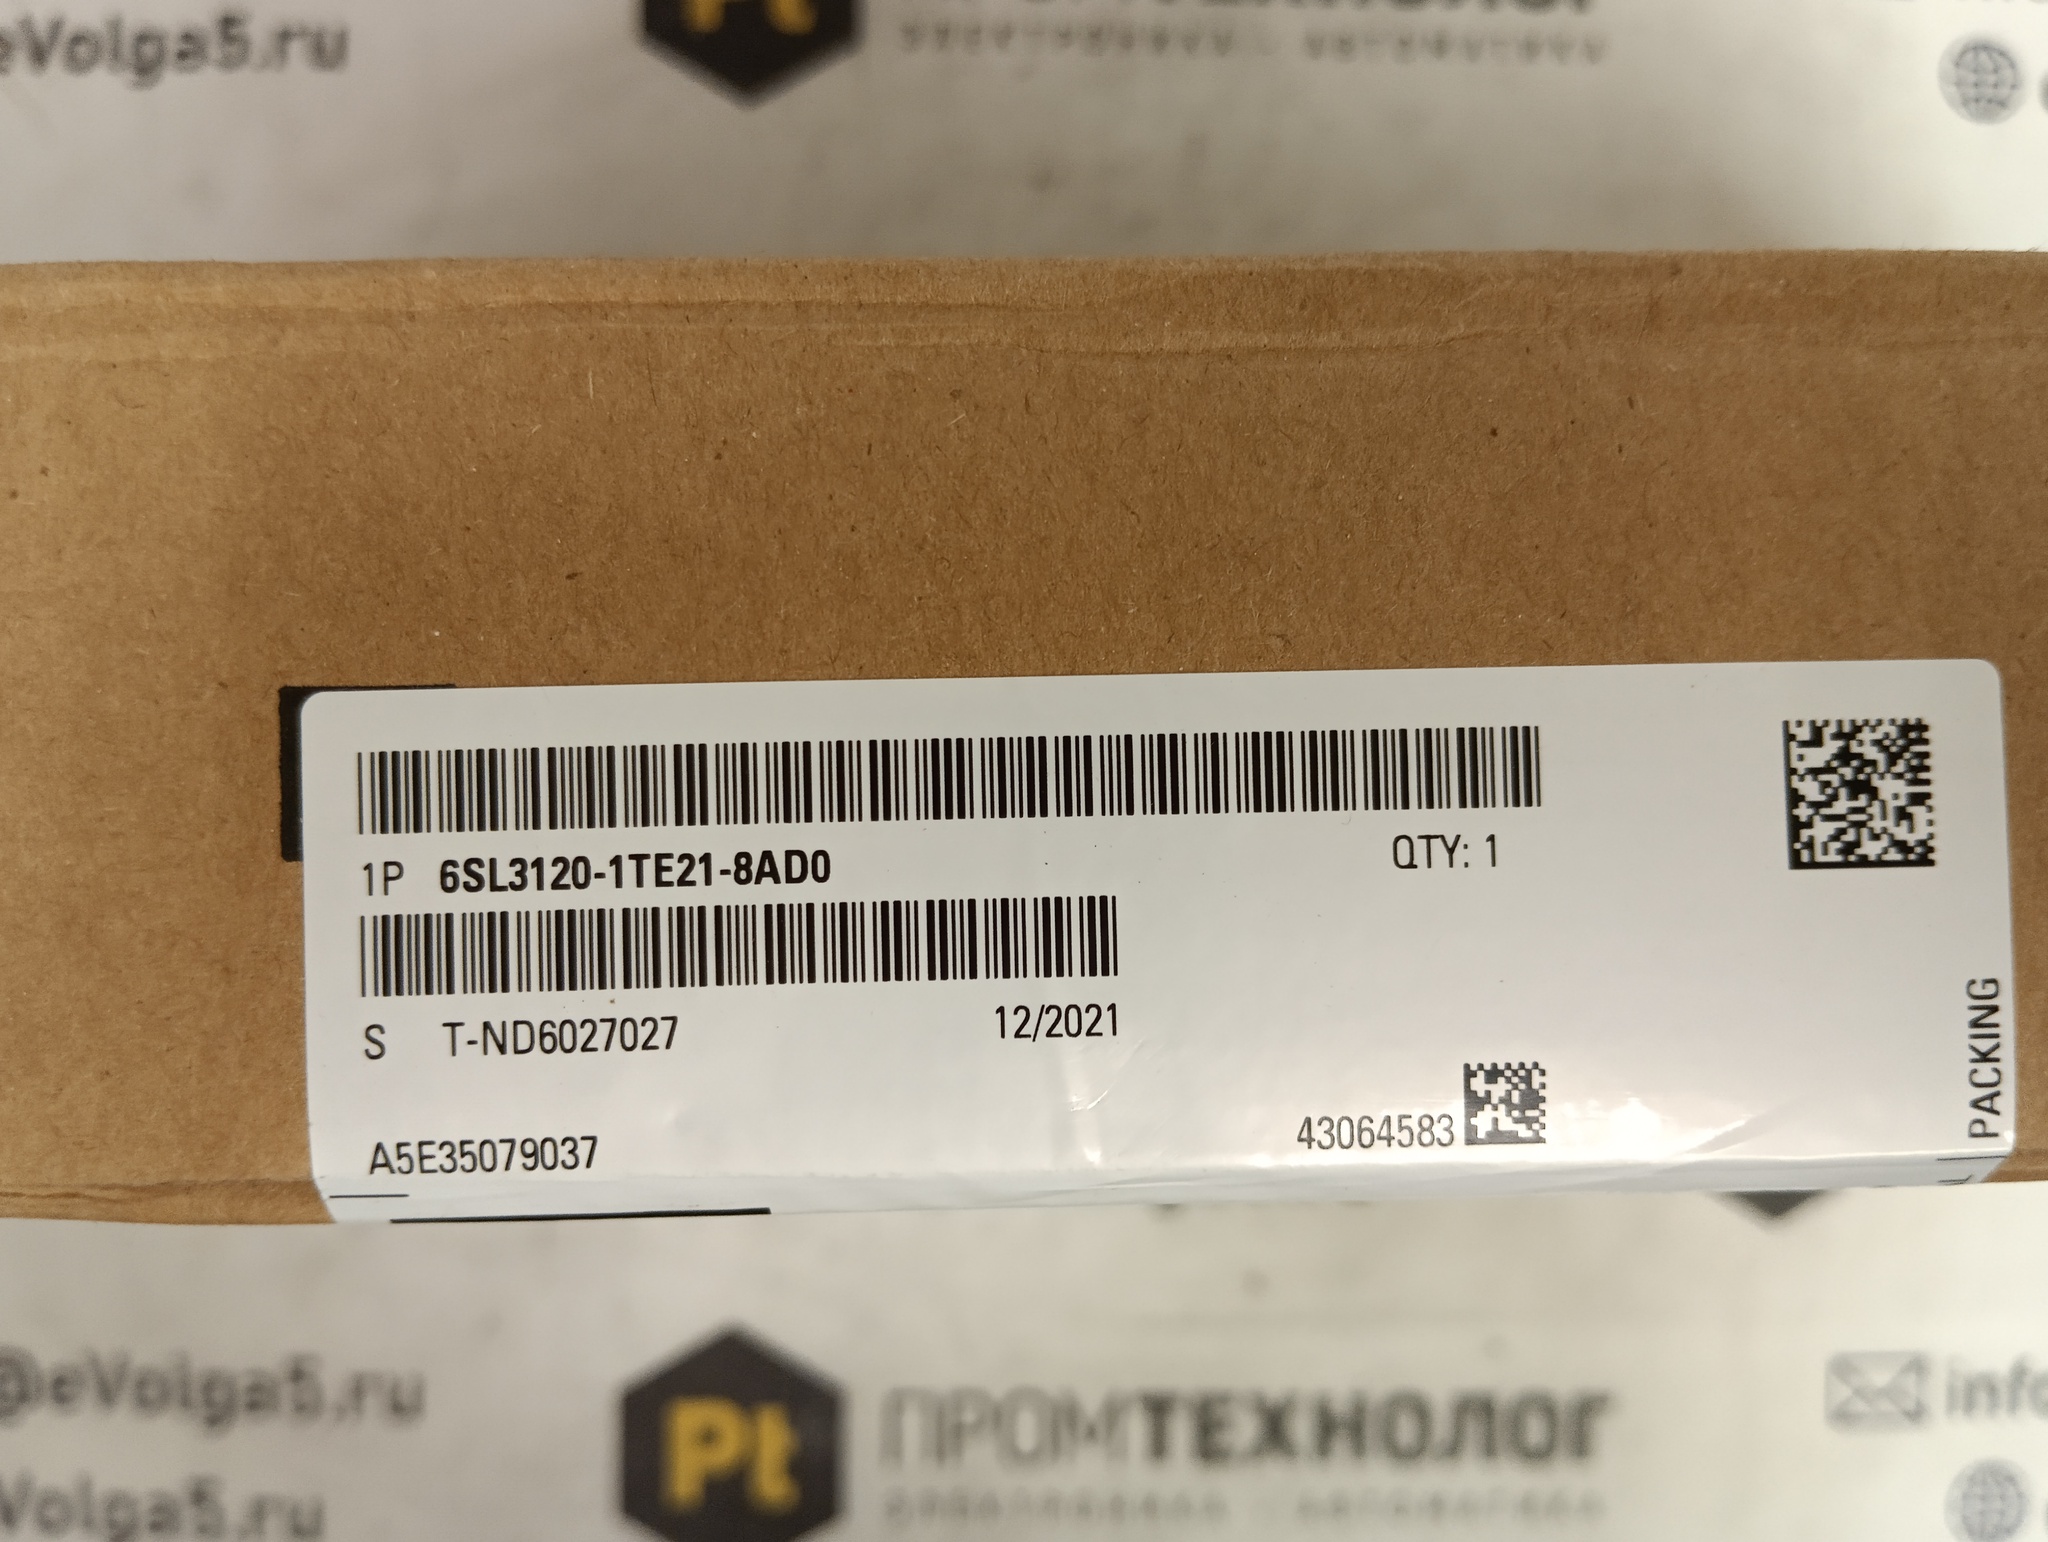 eVolga5.ru
Pt
1P 6SL3120-1TE21-8AD0
QTY: 1
S T-ND6027027
12/2021
PACKING
43064583
A5E35079037
@eVolga5.ru
Pt ПРОМТЕХНОЛОГ
info
Volga5.ru